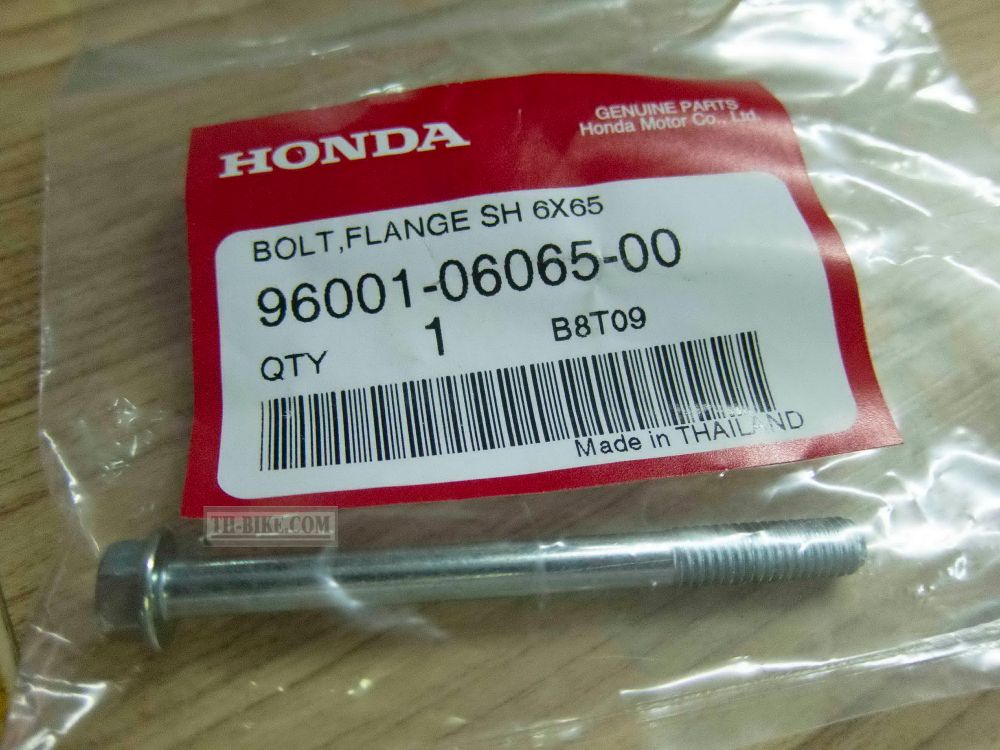 HONDA
GENUINE PARTS
Honda Motor Co., Ltd.
BOLT,FLANGE SH 6X65
96001-06065-00
QTY 1 B8T09
Made in THAILAND
TH-BIKE.COM